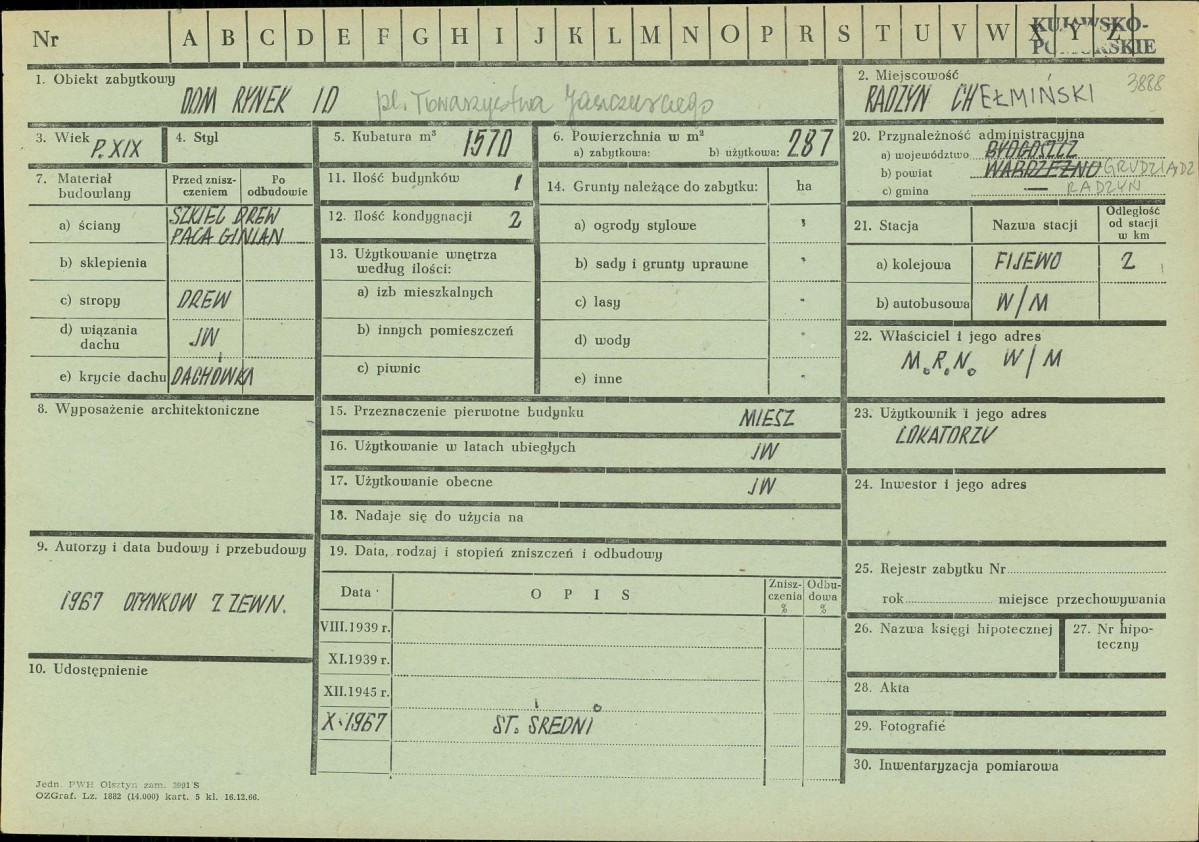 Nr A B C D E F G H I J K L M N O P R S T U V W X Y Z
KUJAWSKO-
POMORSKIE
1. Obiekt zabytkowy
DOM RYNEK 10 pl. Towarzystwa Jaszczurczego
2. Miejscowość
RADZYN CHEŁMIŃSKI 3888
3. Wiek P. XIX
4. Styl
5. Kubatura m³ 1570
6. Powierzchnia w m²
a) zabytkowa: b) użytkowa: 287
7. Materiał budowlany
Przed zniszczeniem
Po odbudowie
a) ściany SZKIEL DREW
PACA GINIAN
b) sklepienia
c) stropy DREW
d) wiązania dachu JW
e) krycie dachu DACHÓWKA
8. Wyposażenie architektoniczne
9. Autorzy i data budowy i przebudowy
1967 OTYNKOW Z ZEWN.
10. Udostępnienie
11. Ilość budynków 1
12. Ilość kondygnacji 2
13. Użytkowanie wnętrza
według ilości:
a) izb mieszkalnych
b) innych pomieszczeń
c) piwnic
14. Grunty należące do zabytku: ha
a) ogrody stylowe "
b) sady i grunty uprawne "
c) lasy "
d) wody "
e) inne "
15. Przeznaczenie pierwotne budynku MIESZ
16. Użytkowanie w latach ubiegłych JW
17. Użytkowanie obecne JW
18. Nadaje się do użycia na
19. Data, rodzaj i stopień zniszczeń i odbudowy
Data OPIS Zniszczenia % Odbudowa %
VIII.1939 r.
XI.1939 r.
XII.1945 r.
X.1967 ST. ŚREDNI
20. Przynależność administracyjna
a) województwo BYDGOSZCZ
b) powiat WĄBRZEŹNO GRUDZIĄDZ
c) gmina — RADZYN
21. Stacja Nazwa stacji Odległość od stacji w km
a) kolejowa FIJEWO 2
b) autobusowa W/M
22. Właściciel i jego adres
M.R.N. W/M
23. Użytkownik i jego adres
LOKATORZY
24. Inwestor i jego adres
25. Rejestr zabytku Nr
rok miejsce przechowywania
26. Nazwa księgi hipotecznej
27. Nr hipoteczny
28. Akta
29. Fotografie
30. Inwentaryzacja pomiarowa
Jedn. PWH Olsztyn zam. 3991 S
OZGraf. Lz. 1882 (14.000) kart. 5 kl. 16.12.66.